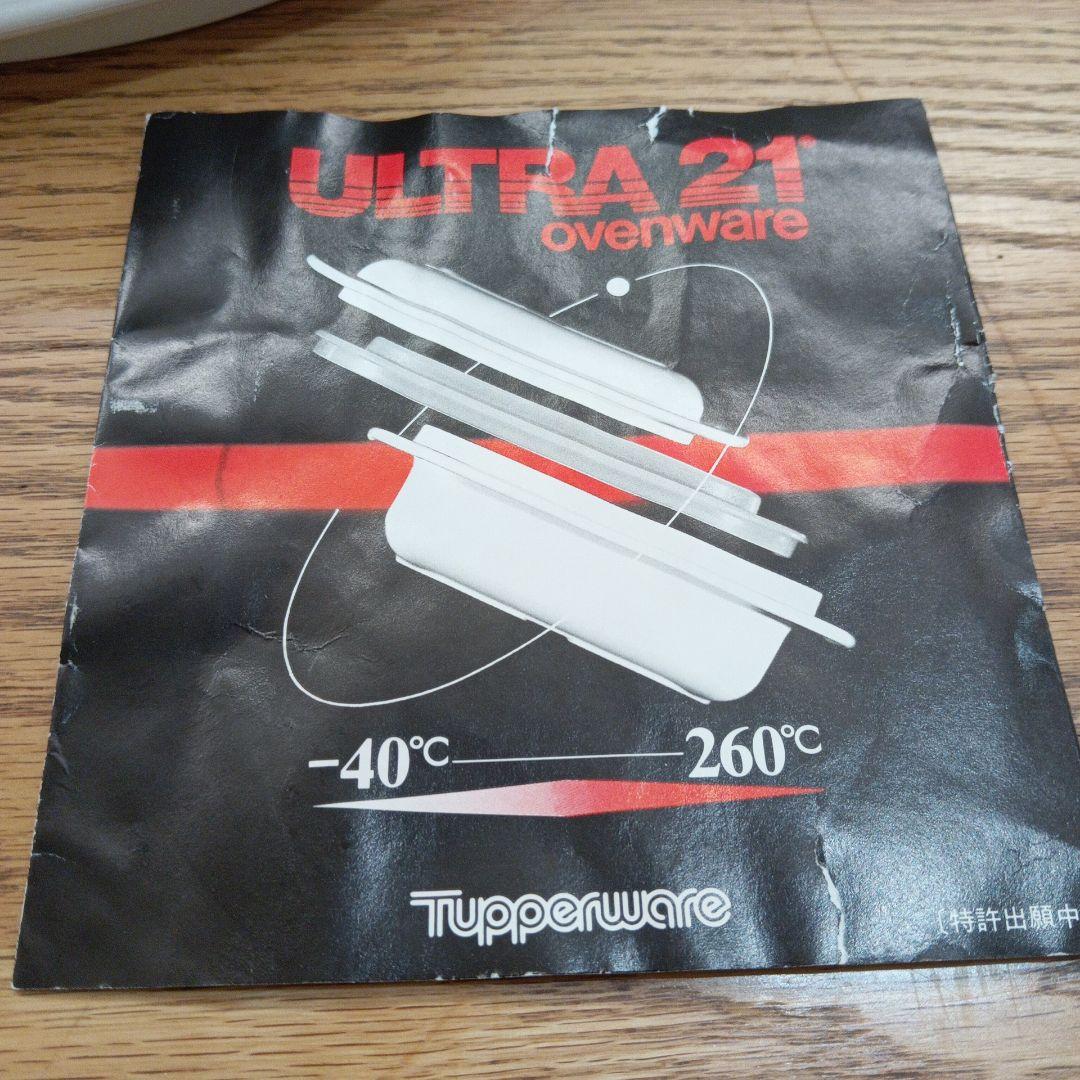 ULTRA 21®
ovenware
-40°C
260°C
Tupperware
〔特許出願中